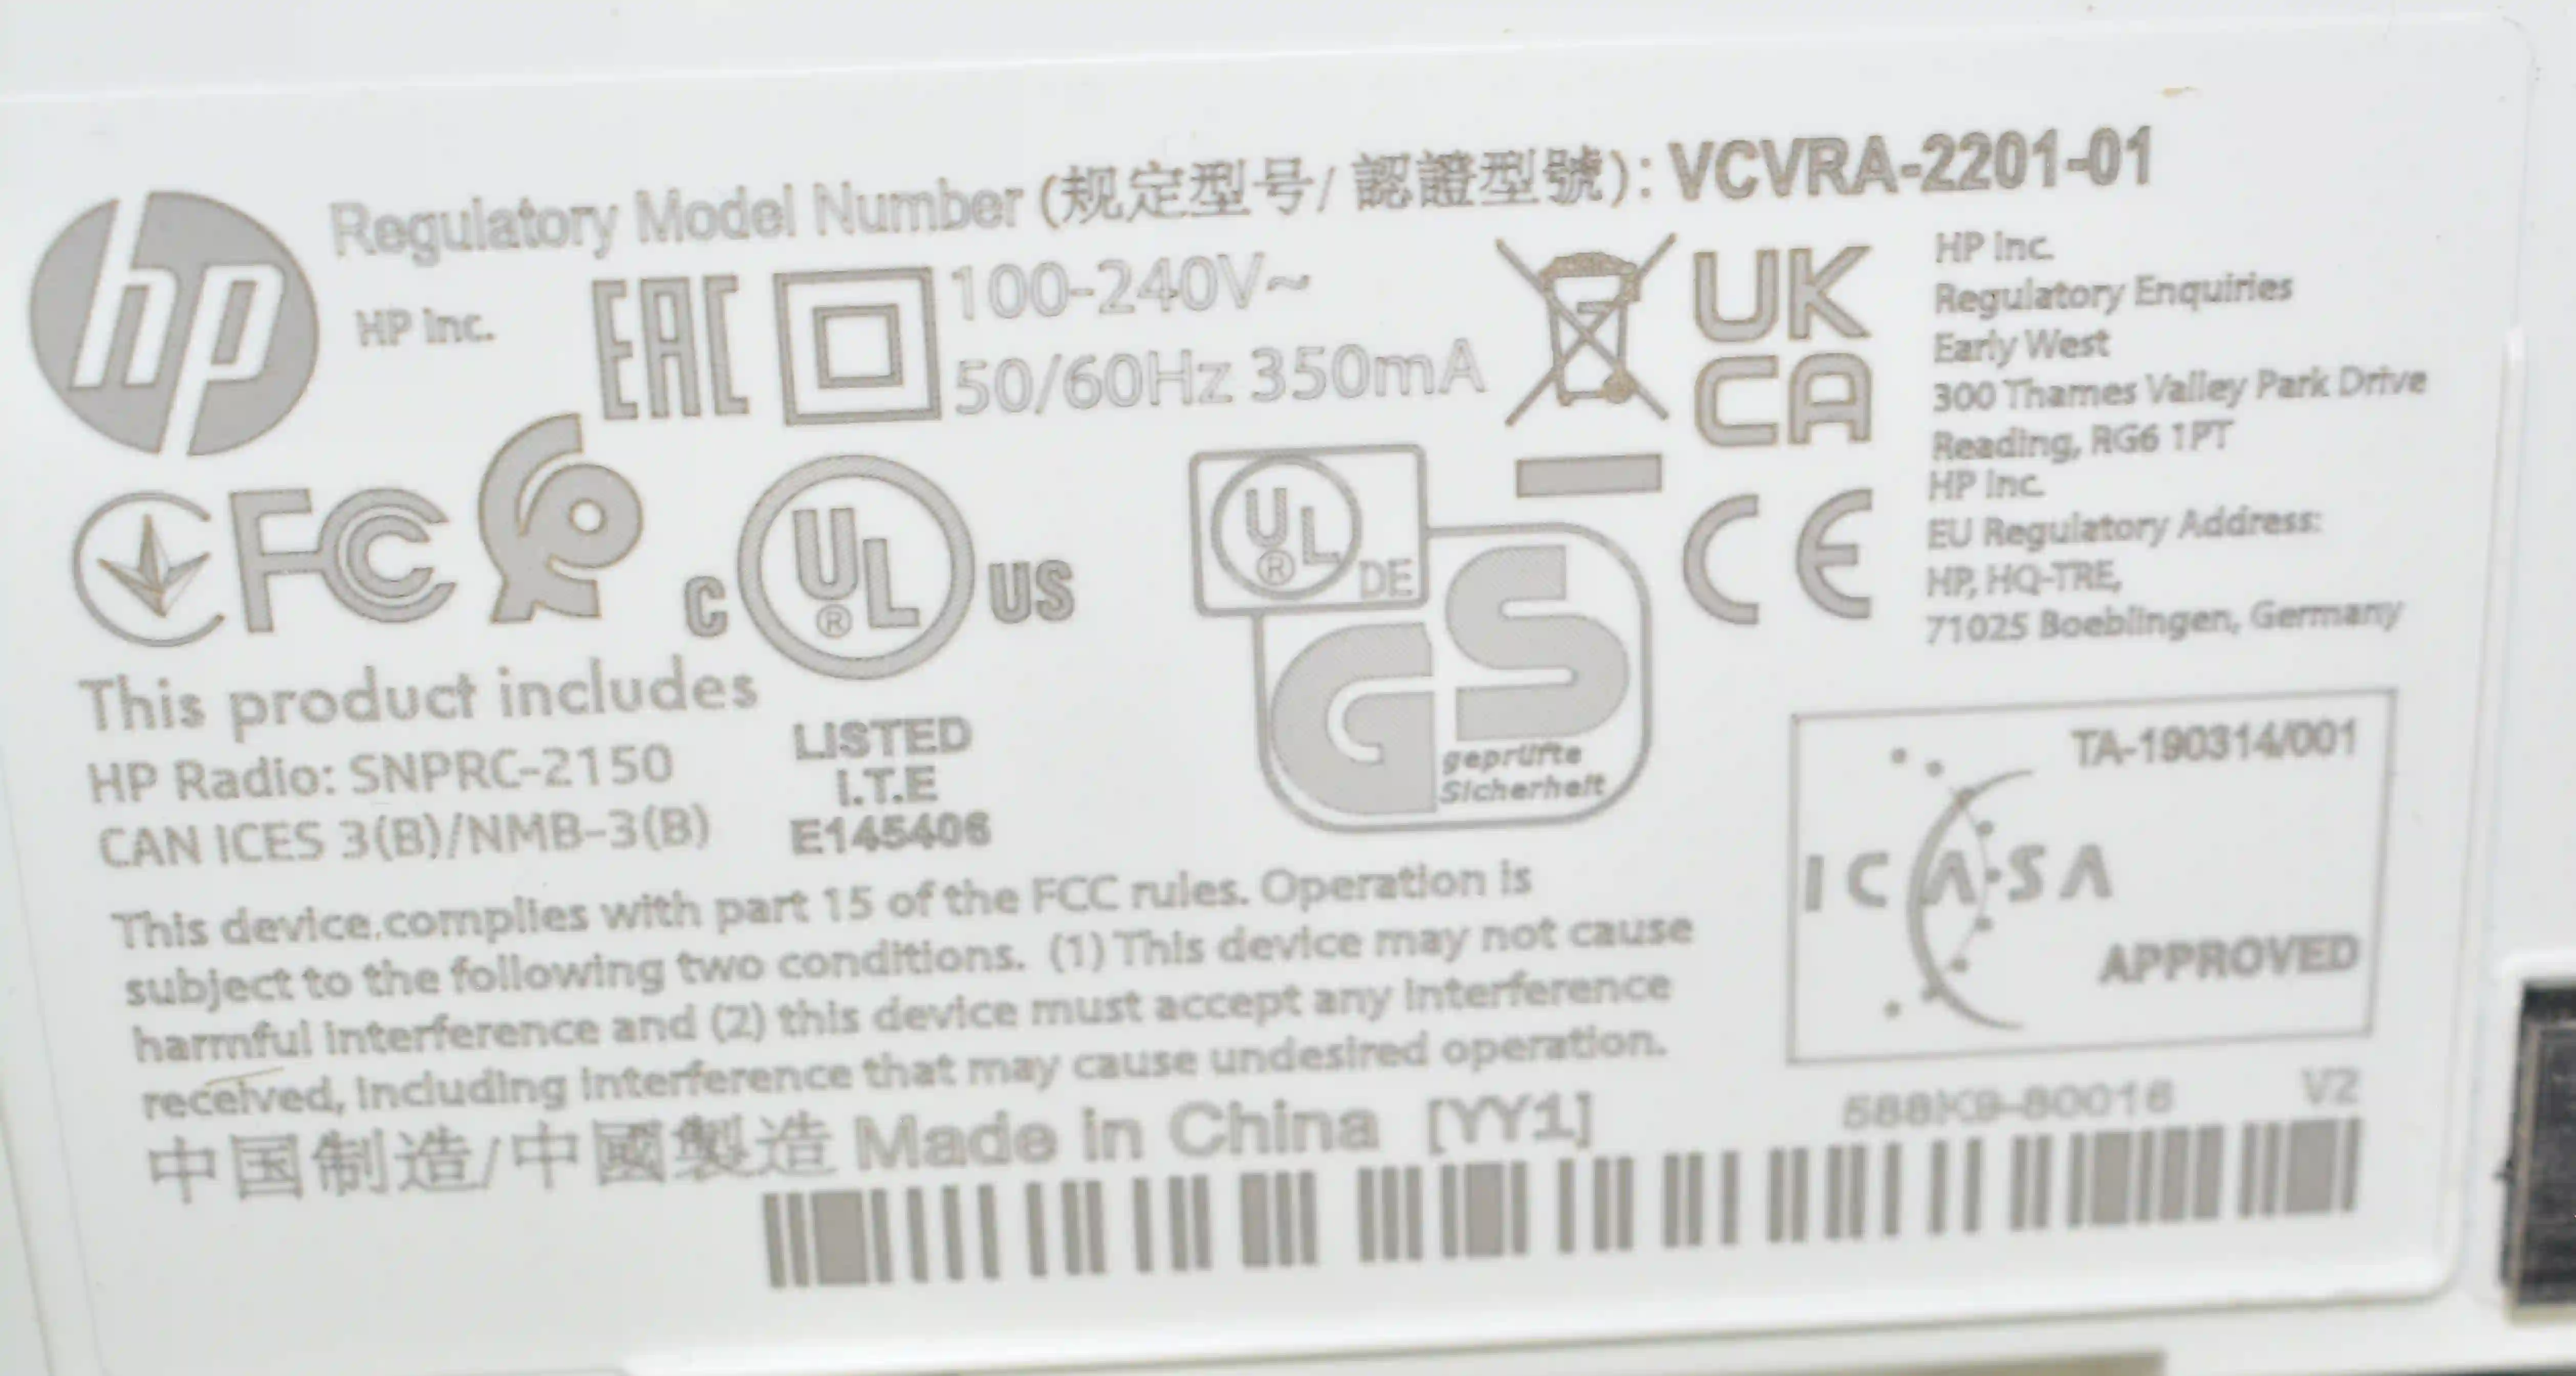 hp
Regulatory Model Number (规定型号/ 認證型號): VCVRA-2201-01
HP Inc.
EAC
100-240V~
50/60Hz 350mA
UK
CA
HP Inc.
Regulatory Enquiries
Early West
300 Thames Valley Park Drive
Reading, RG6 1PT
HP Inc.
EU Regulatory Address:
HP, HQ-TRE,
71025 Boeblingen, Germany
FC
C UL ® US
LISTED
I.T.E
E145406
UL ® DE
GS
geprüfte
Sicherheit
CE
This product includes
HP Radio: SNPRC-2150
CAN ICES 3(B)/NMB-3(B)
TA-190314/001
ICASA
APPROVED
This device.complies with part 15 of the FCC rules. Operation is
subject to the following two conditions. (1) This device may not cause
harmful interference and (2) this device must accept any interference
received, including interference that may cause undesired operation.
中国制造/中國製造 Made in China [YY1]
588K9-80016 V2